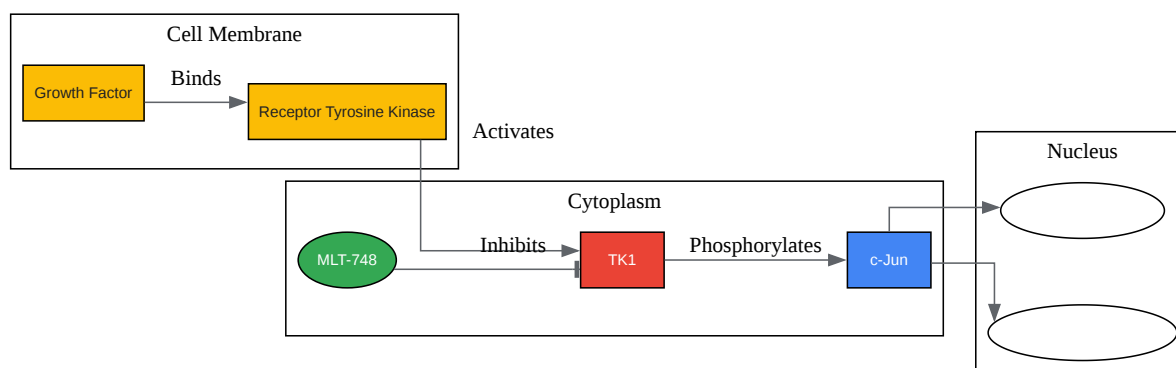 Cell Membrane
Growth Factor
Binds
Receptor Tyrosine Kinase
Activates
Cytoplasm
MLT-748
Inhibits
TK1
Phosphorylates
c-Jun
Nucleus